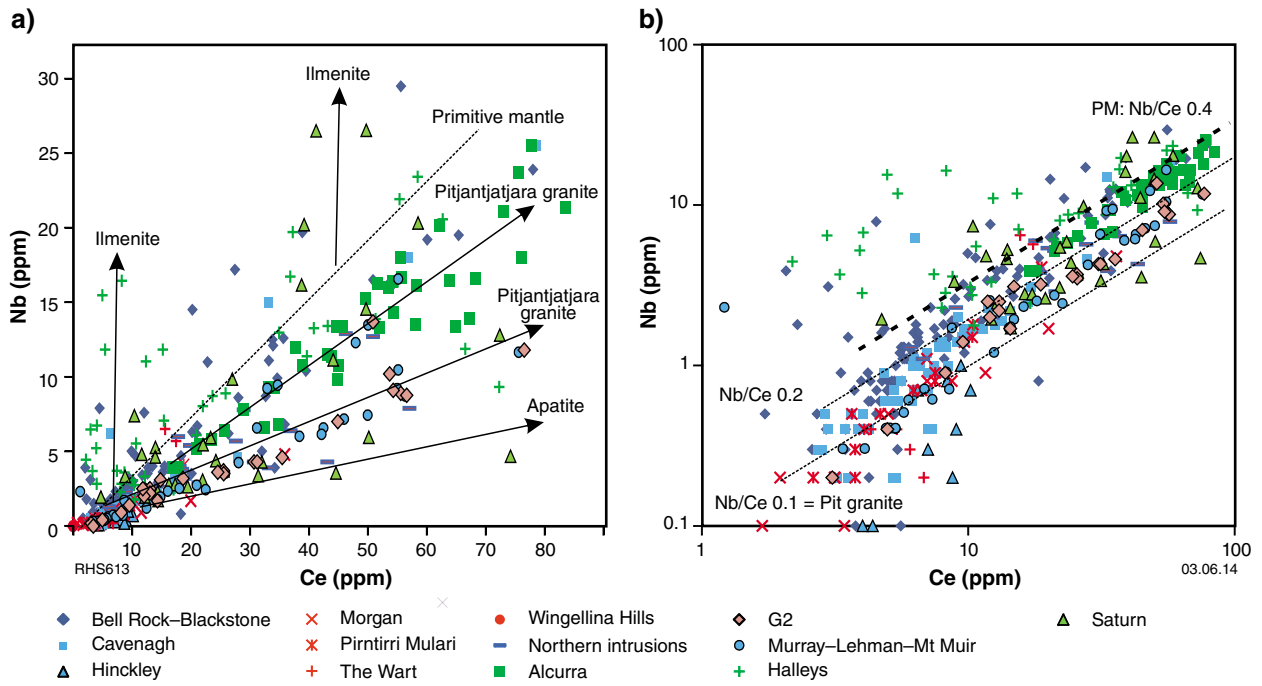 a)
30
25
20
15
10
5
0
Nb (ppm)
Ilmenite
Ilmenite
Primitive mantle
Pitjantjatjara granite
Pitjantjatjara
granite
Apatite
10
20
30
40
50
60
70
80
RHS613
Ce (ppm)
b)
100
10
1
0.1
Nb (ppm)
PM: Nb/Ce 0.4
Nb/Ce 0.2
Nb/Ce 0.1 = Pit granite
1
10
100
Ce (ppm)
03.06.14
Bell Rock–Blackstone
Cavenagh
Hinckley
Morgan
Pirntirri Mulari
The Wart
Wingellina Hills
Northern intrusions
Alcurra
G2
Murray–Lehman–Mt Muir
Halleys
Saturn